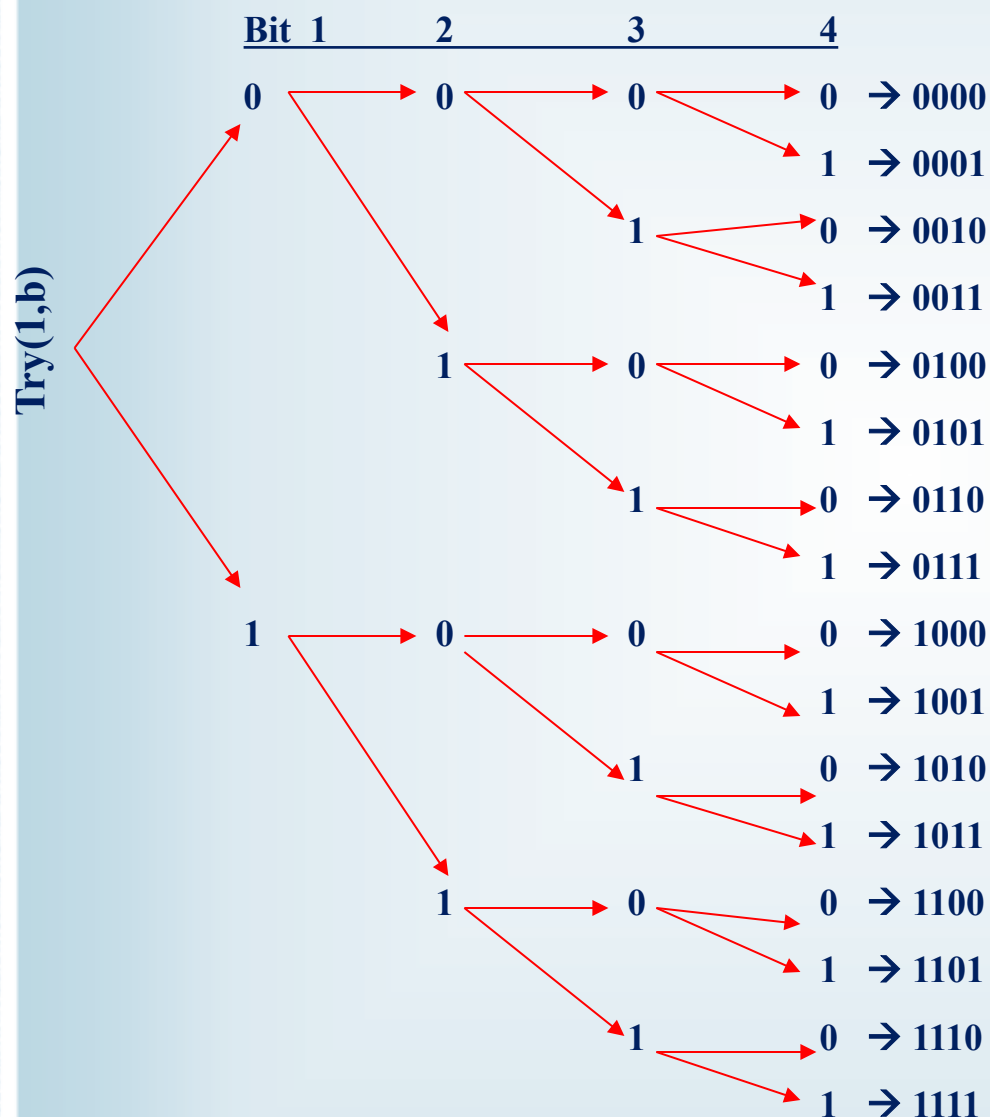 Bit 1 2 3 4
0 0 0 0 → 0000
1 → 0001
1 0 → 0010
1 → 0011
Try(1,b)
1 0 0 → 0100
1 → 0101
1 0 → 0110
1 → 0111
1 0 0 0 → 1000
1 → 1001
1 0 → 1010
1 → 1011
1 0 0 → 1100
1 → 1101
1 0 → 1110
1 → 1111